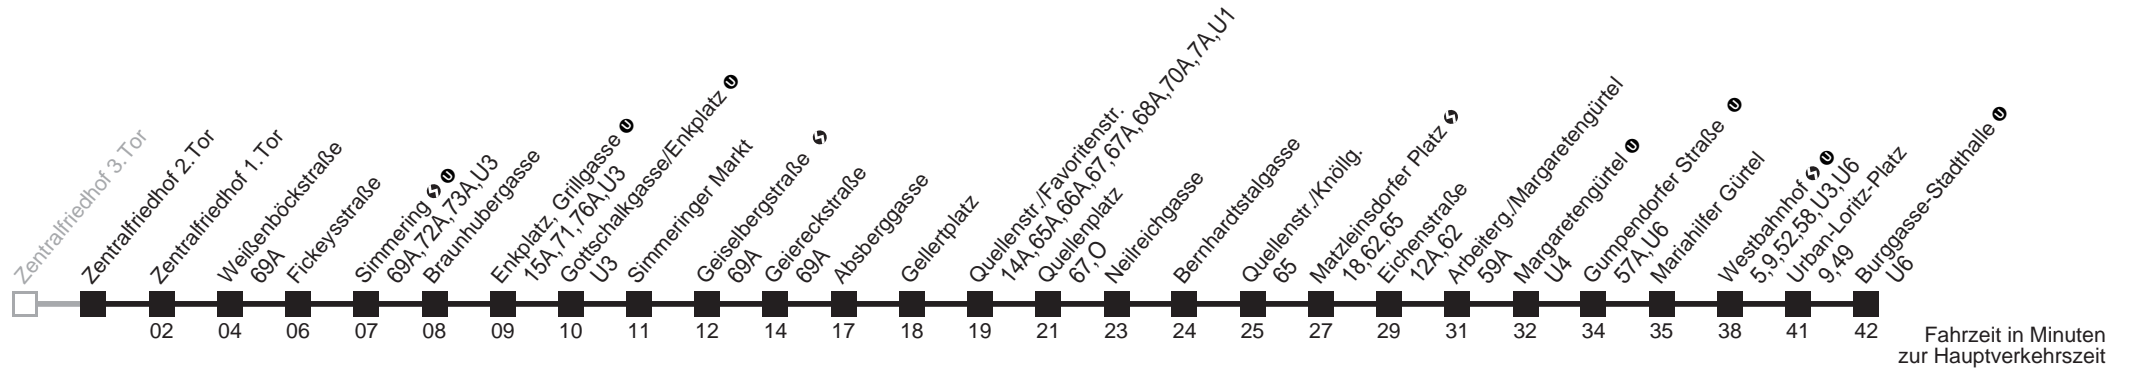 Zentralfriedhof 3.Tor
Zentralfriedhof 2.Tor
Zentralfriedhof 1.Tor
Weißenböckstraße
69A
Fickeysstraße
Simmering S U
69A,72A,73A,U3
Braunhubergasse
Enkplatz, Grillgasse U
15A,71,76A,U3
Gottschalkgasse/Enkplatz U
U3
Simmeringer Markt
Geiselbergstraße S
69A
Geiereckstraße
69A
Absberggasse
Gellertplatz
Quellenstr./Favoritenstr.
14A,65A,66A,67,67A,68A,70A,7A,U1
Quellenplatz
67,O
Neilreichgasse
Bernhardtstalgasse
Quellenstr./Knöllg.
65
Matzleinsdorfer Platz S
18,62,65
Eichenstraße
12A,62
Arbeiterg./Margaretengürtel
59A
Margaretengürtel U
U4
Gumpendorfer Straße U
57A,U6
Mariahilfer Gürtel
Westbahnhof S U
5,9,52,58,U3,U6
Urban-Loritz-Platz
9,49
Burggasse-Stadthalle U
U6
02 04 06 07 08 09 10 11 12 14 17 18 19 21 23 24 25 27 29 31 32 34 35 38 41 42
Fahrzeit in Minuten
zur Hauptverkehrszeit